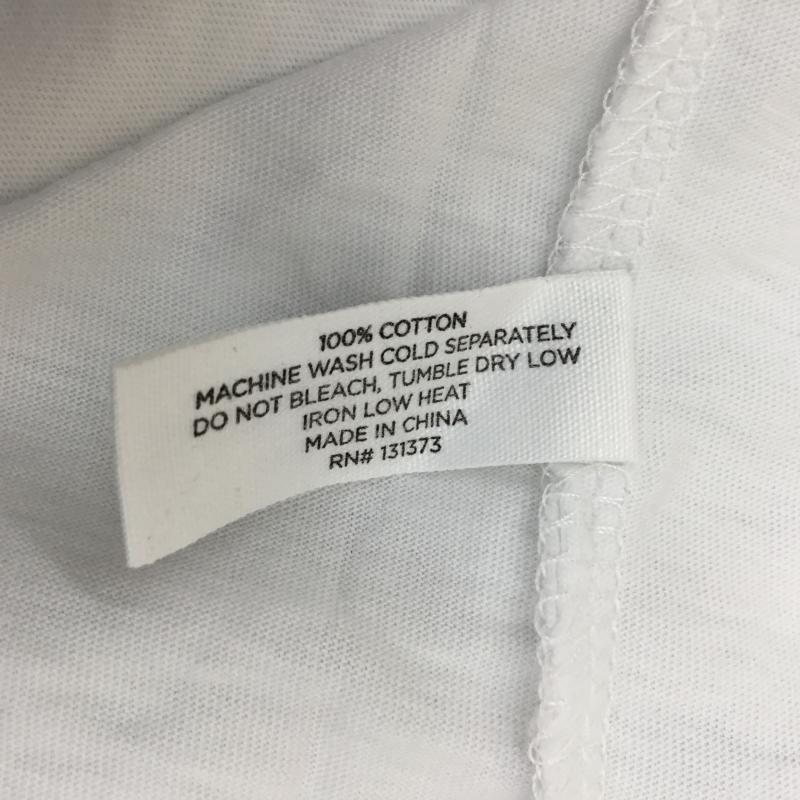 100% COTTON
MACHINE WASH COLD SEPARATELY
DO NOT BLEACH, TUMBLE DRY LOW
IRON LOW HEAT
MADE IN CHINA
RN# 131373